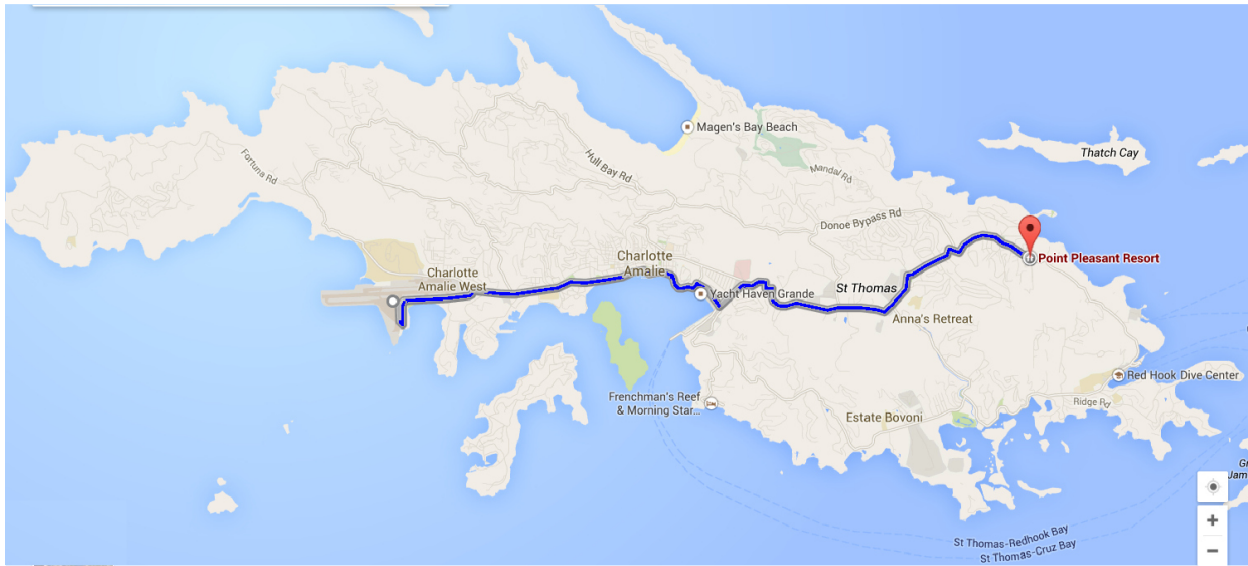 Magen's Bay Beach
Thatch Cay
Hull Bay Rd
Fortuna Rd
Mandal Rd
Donoe Bypass Rd
Point Pleasant Resort
Charlotte
Amalie
Charlotte
Amalie West
St Thomas
Yacht Haven Grande
Anna's Retreat
Red Hook Dive Center
Frenchman's Reef
& Morning Star...
Ridge Rd
Estate Bovoni
St Thomas-Redhook Bay
St Thomas-Cruz Bay
+
−